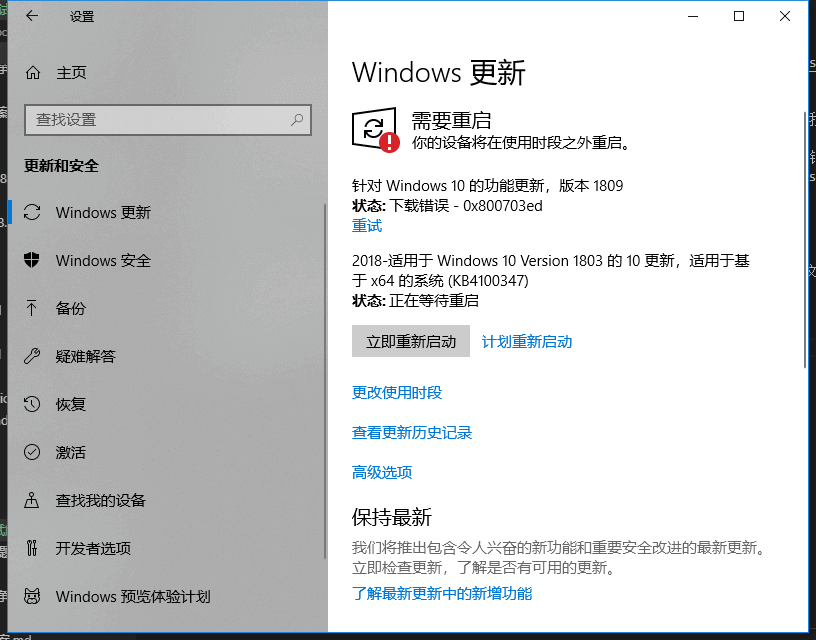 设置
主页
查找设置
更新和安全
Windows 更新
Windows 安全
备份
疑难解答
恢复
激活
查找我的设备
开发者选项
Windows 预览体验计划
Windows 更新
需要重启
你的设备将在使用时段之外重启。
针对 Windows 10 的功能更新，版本 1809
状态: 下载错误 - 0x800703ed
重试
2018-适用于 Windows 10 Version 1803 的 10 更新，适用于基
于 x64 的系统 (KB4100347)
状态: 正在等待重启
立即重新启动 计划重新启动
更改使用时段
查看更新历史记录
高级选项
保持最新
我们将推出包含令人兴奋的新功能和重要安全改进的最新更新。
立即检查更新，了解是否有可用的更新。
了解最新更新中的新增功能